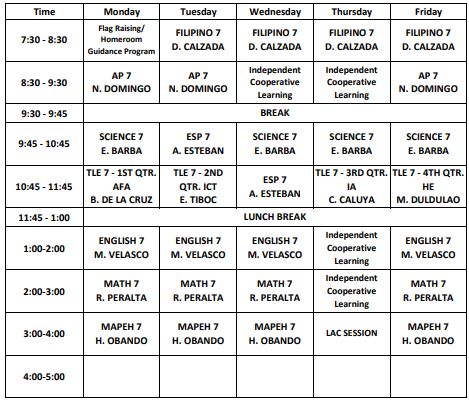 Time Monday Tuesday Wednesday Thursday Friday
7:30 - 8:30
Flag Raising/
Homeroom
Guidance Program
FILIPINO 7
D. CALZADA
FILIPINO 7
D. CALZADA
FILIPINO 7
D. CALZADA
FILIPINO 7
D. CALZADA
8:30 - 9:30
AP 7
N. DOMINGO
AP 7
N. DOMINGO
Independent
Cooperative
Learning
Independent
Cooperative
Learning
AP 7
N. DOMINGO
9:30 - 9:45 BREAK
9:45 - 10:45
SCIENCE 7
E. BARBA
ESP 7
A. ESTEBAN
SCIENCE 7
E. BARBA
SCIENCE 7
E. BARBA
SCIENCE 7
E. BARBA
10:45 - 11:45
TLE 7 - 1ST QTR.
AFA
B. DE LA CRUZ
TLE 7 - 2ND
QTR. ICT
E. TIBOC
ESP 7
A. ESTEBAN
TLE 7 - 3RD QTR.
IA
C. CALUYA
TLE 7 - 4TH QTR.
HE
M. DULDULAO
11:45 - 1:00 LUNCH BREAK
1:00-2:00
ENGLISH 7
M. VELASCO
ENGLISH 7
M. VELASCO
ENGLISH 7
M. VELASCO
Independent
Cooperative
Learning
ENGLISH 7
M. VELASCO
2:00-3:00
MATH 7
R. PERALTA
MATH 7
R. PERALTA
MATH 7
R. PERALTA
Independent
Cooperative
Learning
MATH 7
R. PERALTA
3:00-4:00
MAPEH 7
H. OBANDO
MAPEH 7
H. OBANDO
MAPEH 7
H. OBANDO
LAC SESSION
MAPEH 7
H. OBANDO
4:00-5:00